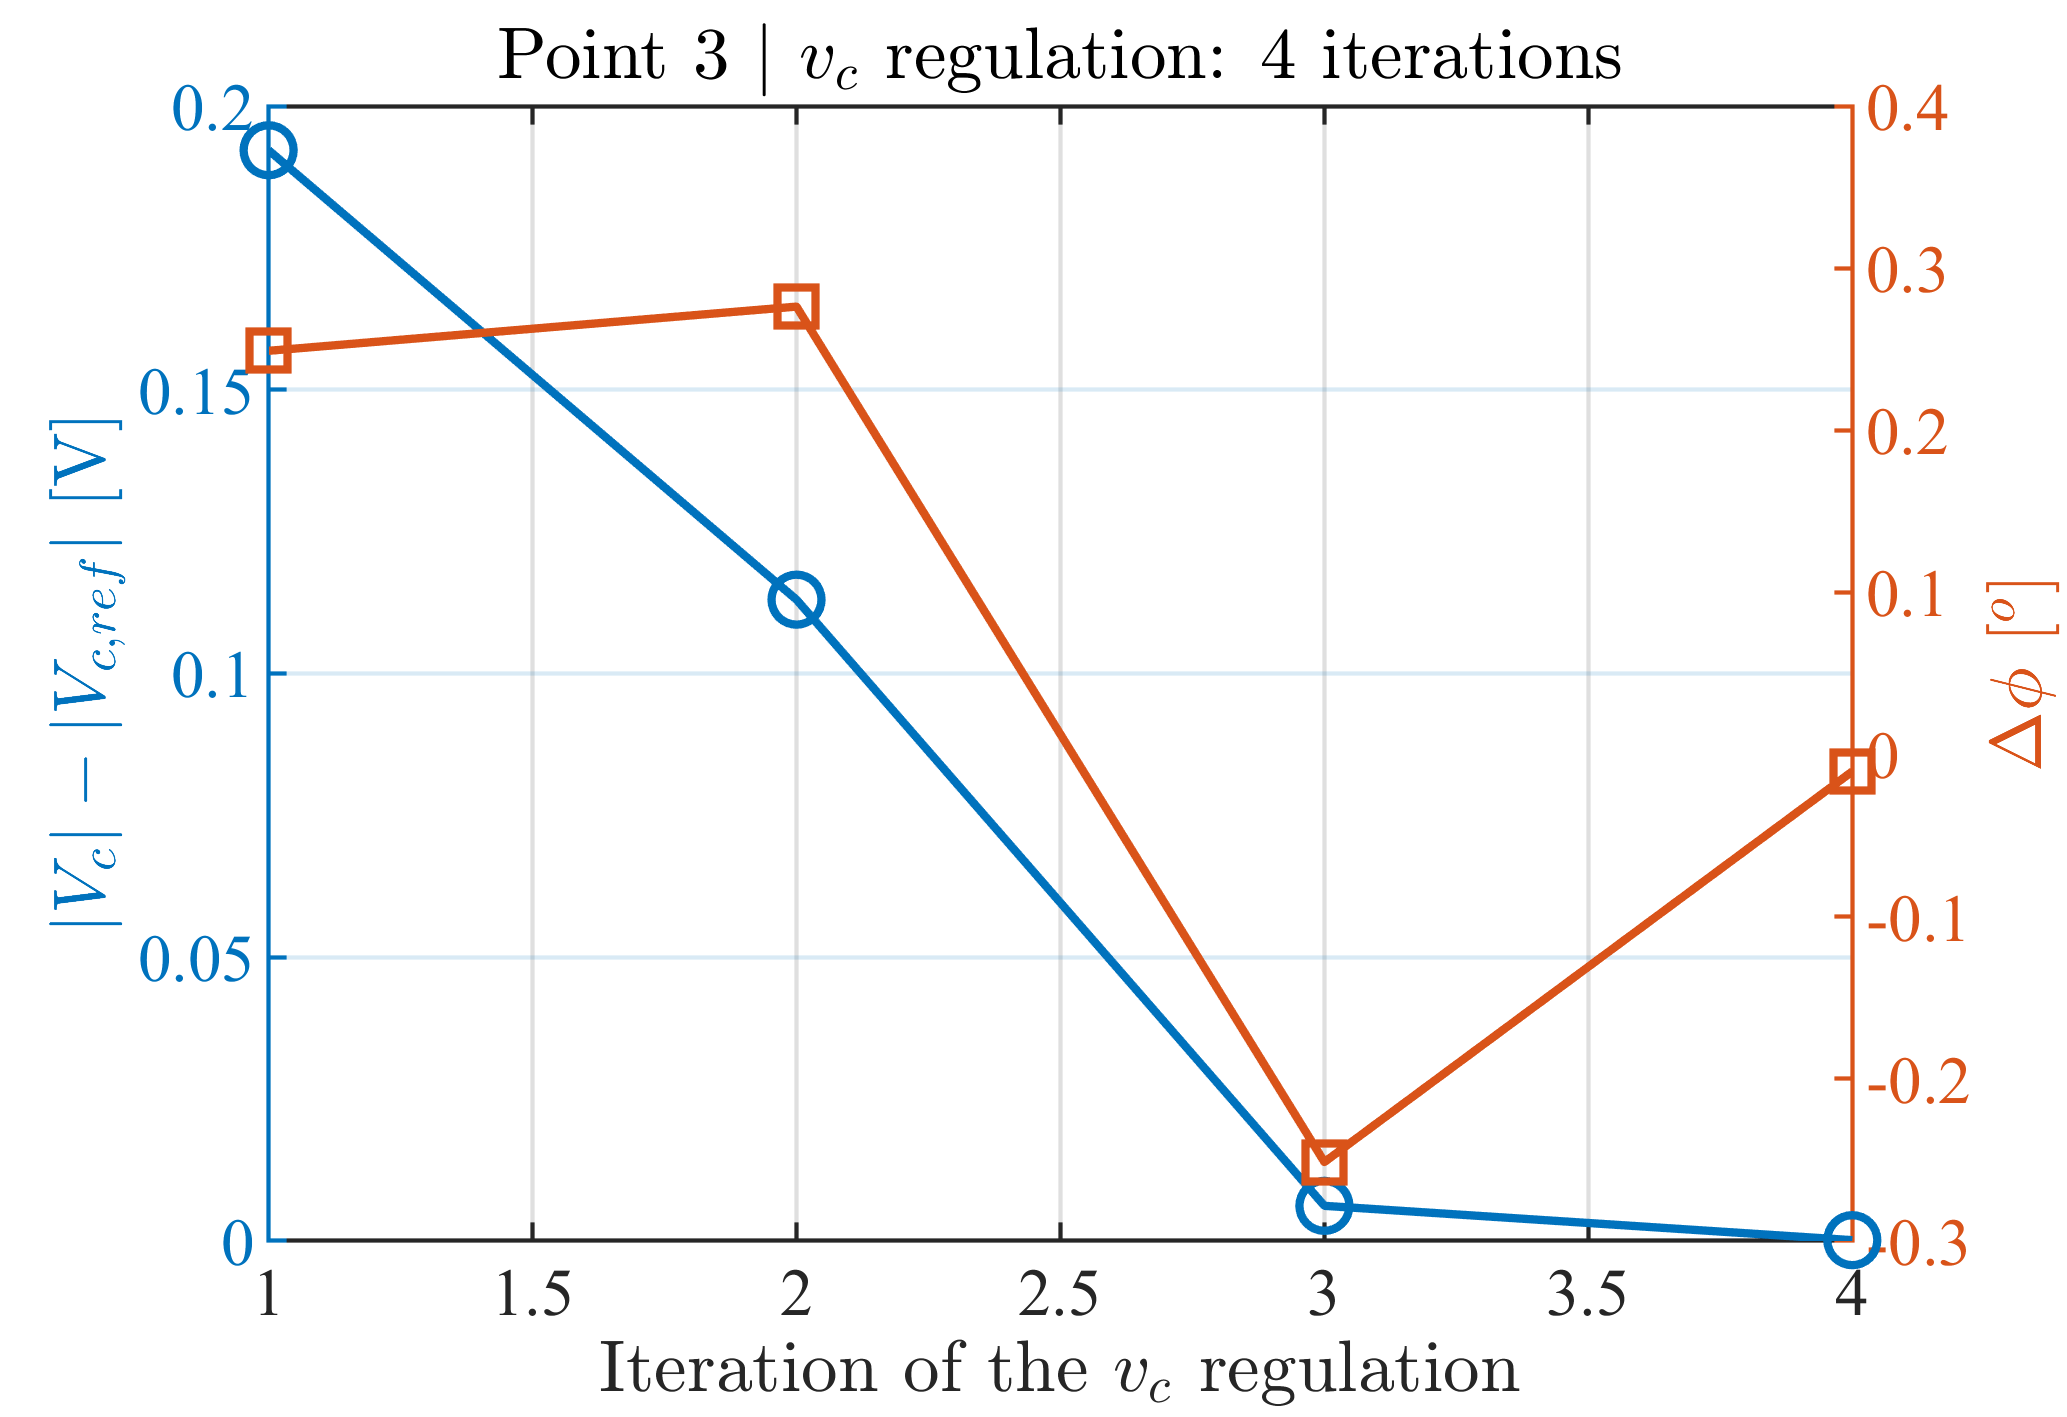 Point 3 | v_c regulation: 4 iterations
0.2
0.15
0.1
0.05
0
|V_c| − |V_{c,ref}| [V]
0.4
0.3
0.2
0.1
0
-0.1
-0.2
-0.3
Δϕ [°]
1 1.5 2 2.5 3 3.5 4
Iteration of the v_c regulation